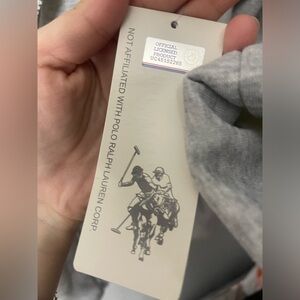 OFFICIAL
LICENSED
PRODUCT
NOT AFFILIATED WITH POLO RALPH LAUREN CORP